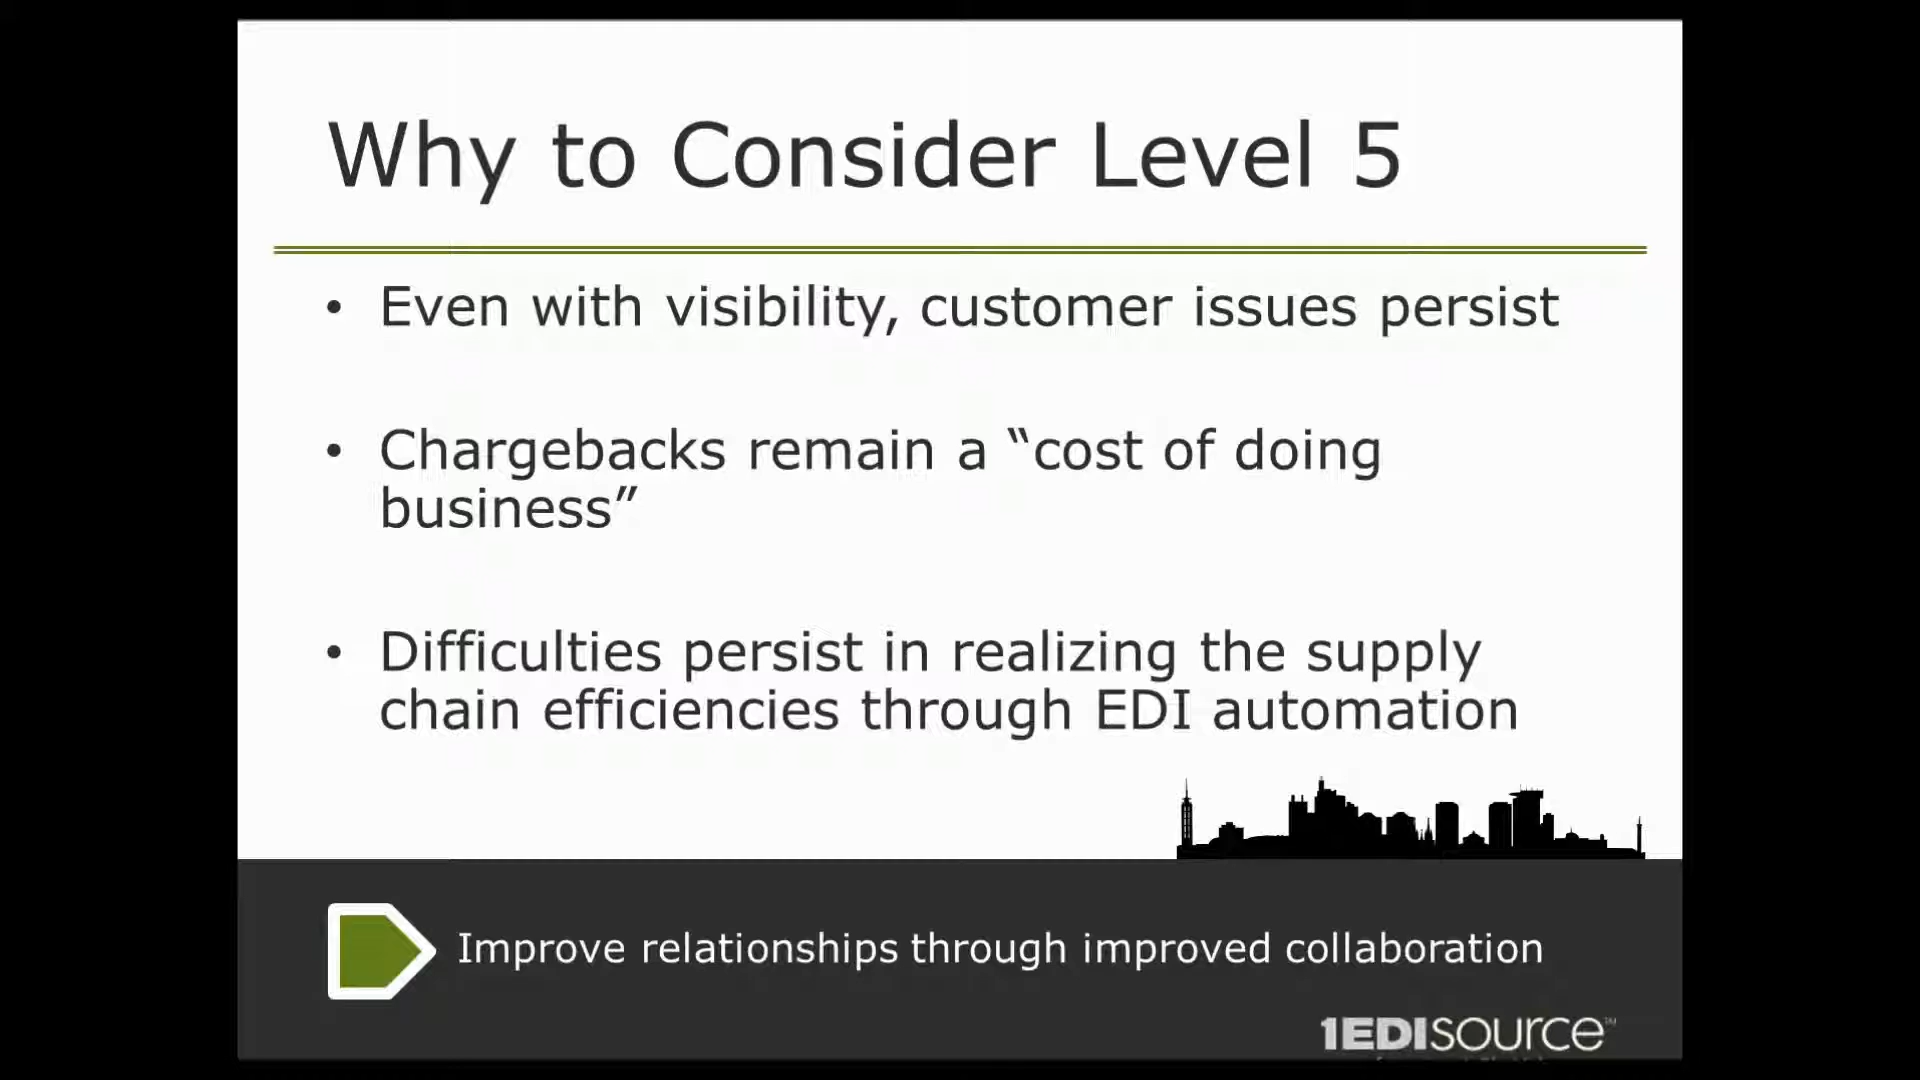 Why to Consider Level 5
• Even with visibility, customer issues persist
• Chargebacks remain a “cost of doing
business”
• Difficulties persist in realizing the supply
chain efficiencies through EDI automation
Improve relationships through improved collaboration
1EDISOURCE™